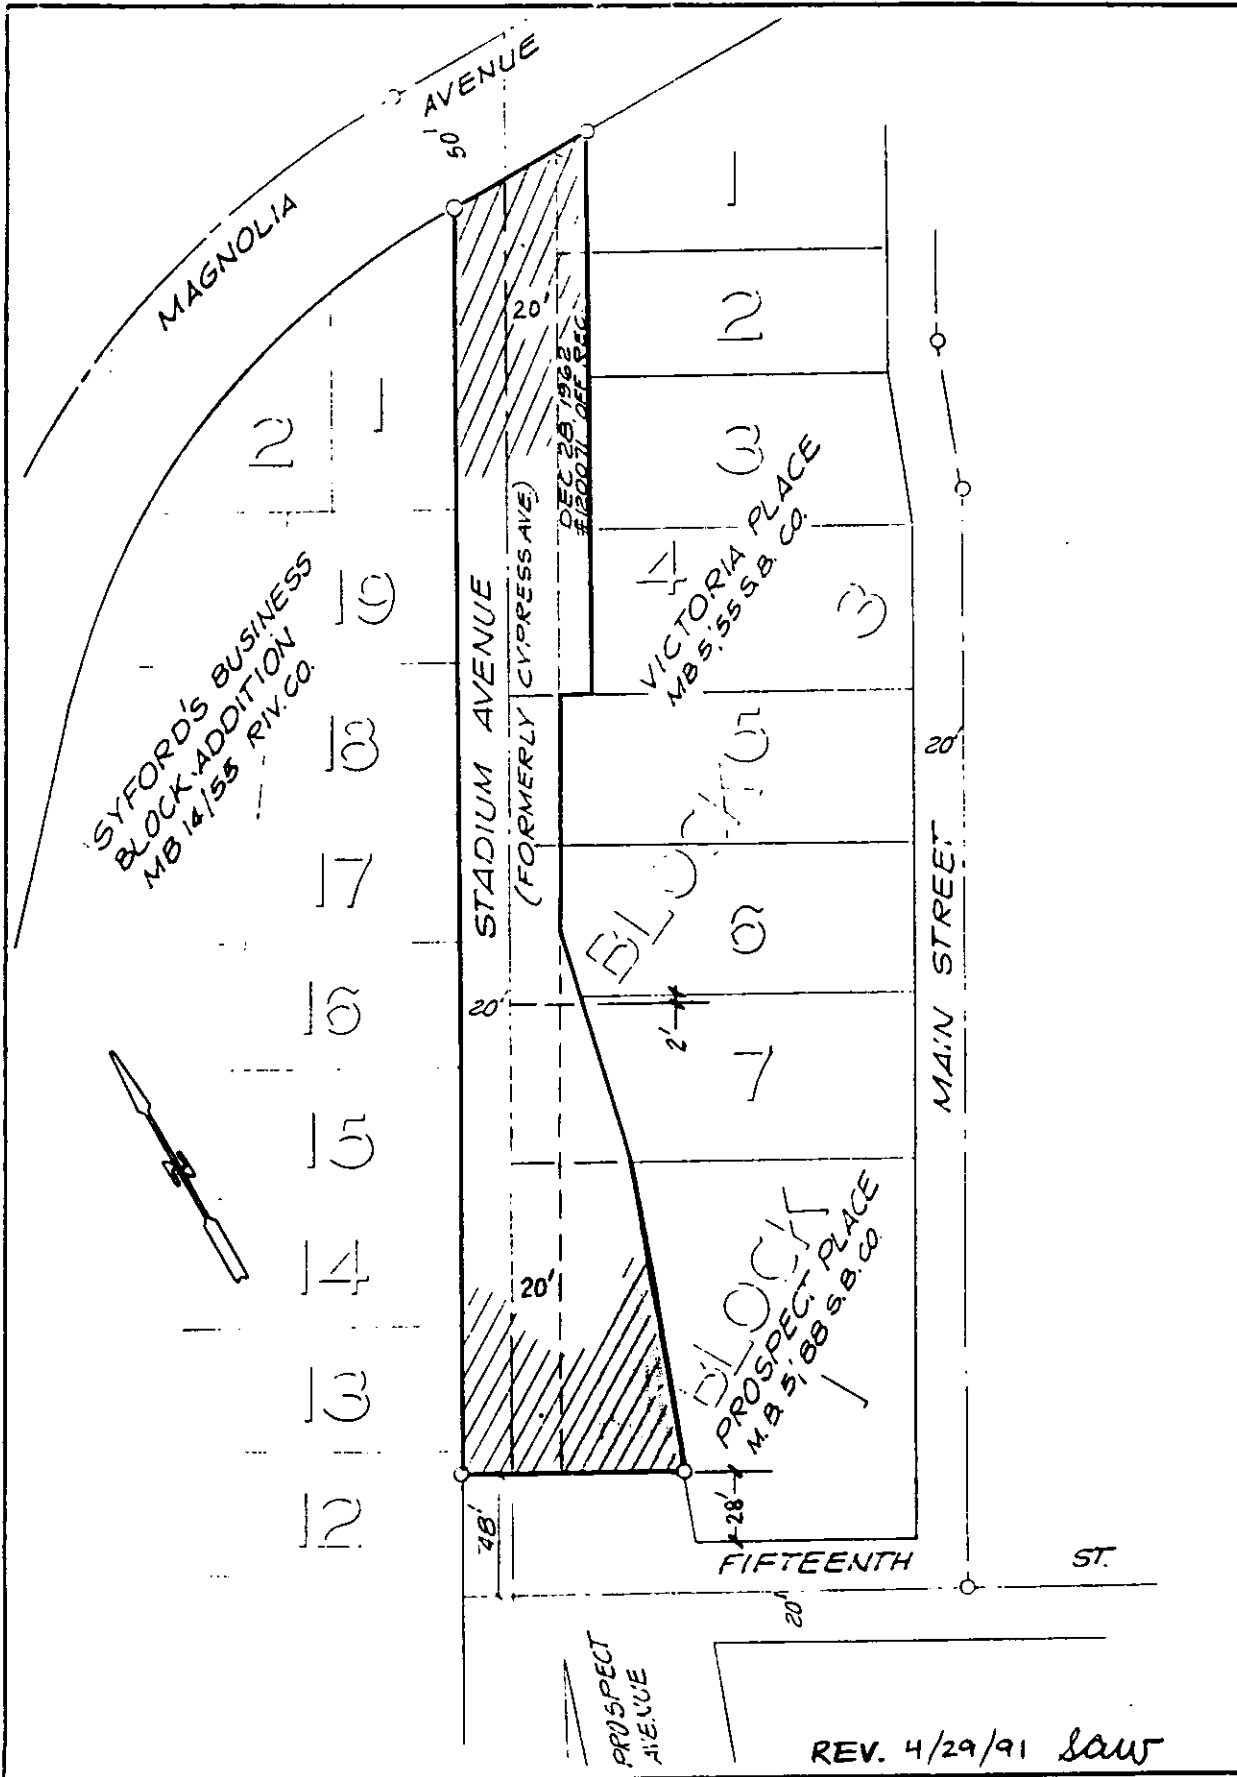 MAGNOLIA
AVENUE
50'
1
2
20'
DEC 28, 1962
#120071 OFF REC.
2
1
3
4
VICTORIA PLACE
MB 5, 55 S.B. CO.
3
19
SYFORD'S BUSINESS
BLOCK ADDITION
MB 14/55 RIV. CO.
STADIUM AVENUE
(FORMERLY CYPRESS AVE)
18
5
20'
MAIN STREET
BLOCK
17
6
16
20'
2'
7
15
14
20'
BLOCK
1
PROSPECT PLACE
M.B. 5, 88 S.B. CO.
13
12
48'
28'
FIFTEENTH ST.
20'
PROSPECT
AVENUE
REV. 4/29/91 SAW